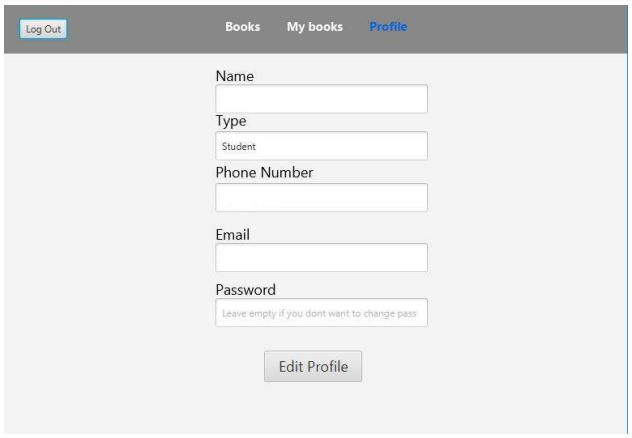 Log Out
Books My books Profile
Name
Type
Student
Phone Number
Email
Password
Leave empty if you dont want to change pass
Edit Profile